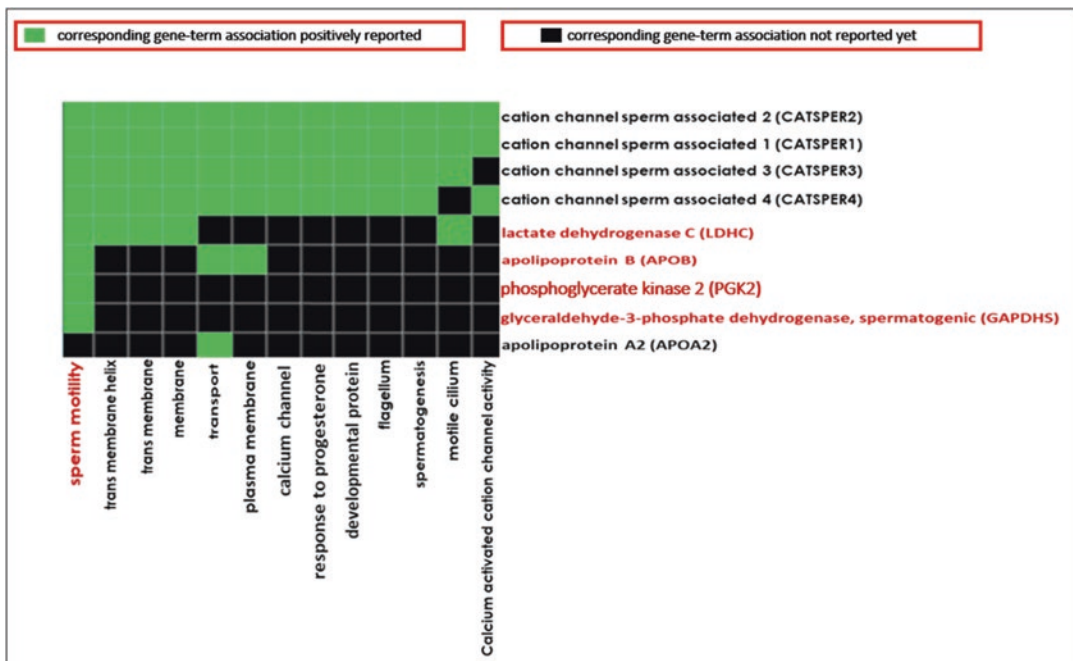 corresponding gene-term association positively reported
corresponding gene-term association not reported yet
cation channel sperm associated 2 (CATSPER2)
cation channel sperm associated 1 (CATSPER1)
cation channel sperm associated 3 (CATSPER3)
cation channel sperm associated 4 (CATSPER4)
lactate dehydrogenase C (LDHC)
apolipoprotein B (APOB)
phosphoglycerate kinase 2 (PGK2)
glyceraldehyde-3-phosphate dehydrogenase, spermatogenic (GAPDHS)
apolipoprotein A2 (APOA2)
sperm motility
trans membrane helix
trans membrane
membrane
transport
plasma membrane
calcium channel
response to progesterone
developmental protein
flagellum
spermatogenesis
motile cilium
Calcium activated cation channel activity